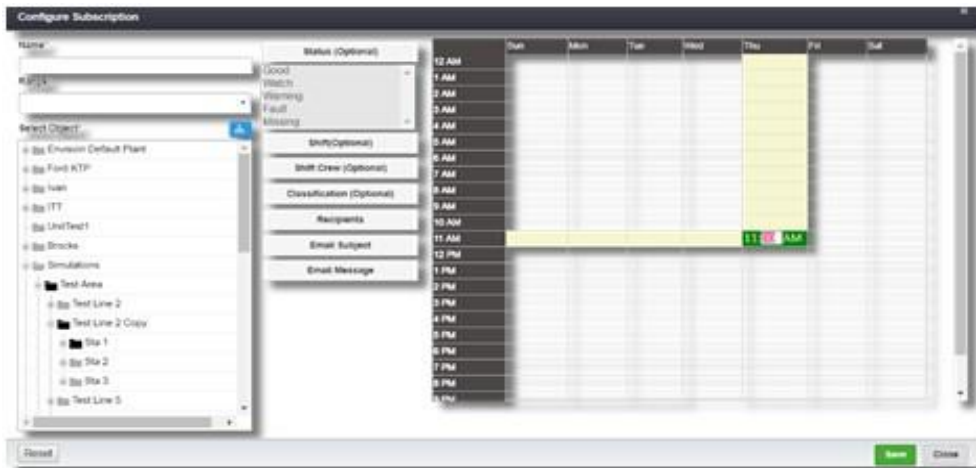 Configure Subscription
Name
Select Object
Envision Default Plant
Ford KTP
Ivan
ITT
UnitTest1
Brocks
Simulations
Test Area
Test Line 2
Test Line 2 Copy
Sta 1
Sta 2
Sta 3
Test Line 5
Status (Optional)
Good
Watch
Warning
Fault
Missing
Shift(Optional)
Shift Crew (Optional)
Classification (Optional)
Recipients
Email Subject
Email Message
Sun Mon Tue Wed Thu Fri Sat
12 AM
1 AM
2 AM
3 AM
4 AM
5 AM
6 AM
7 AM
8 AM
9 AM
10 AM
11 AM
AM
12 PM
1 PM
2 PM
3 PM
4 PM
5 PM
6 PM
7 PM
8 PM
9 PM
Reset
Save
Close